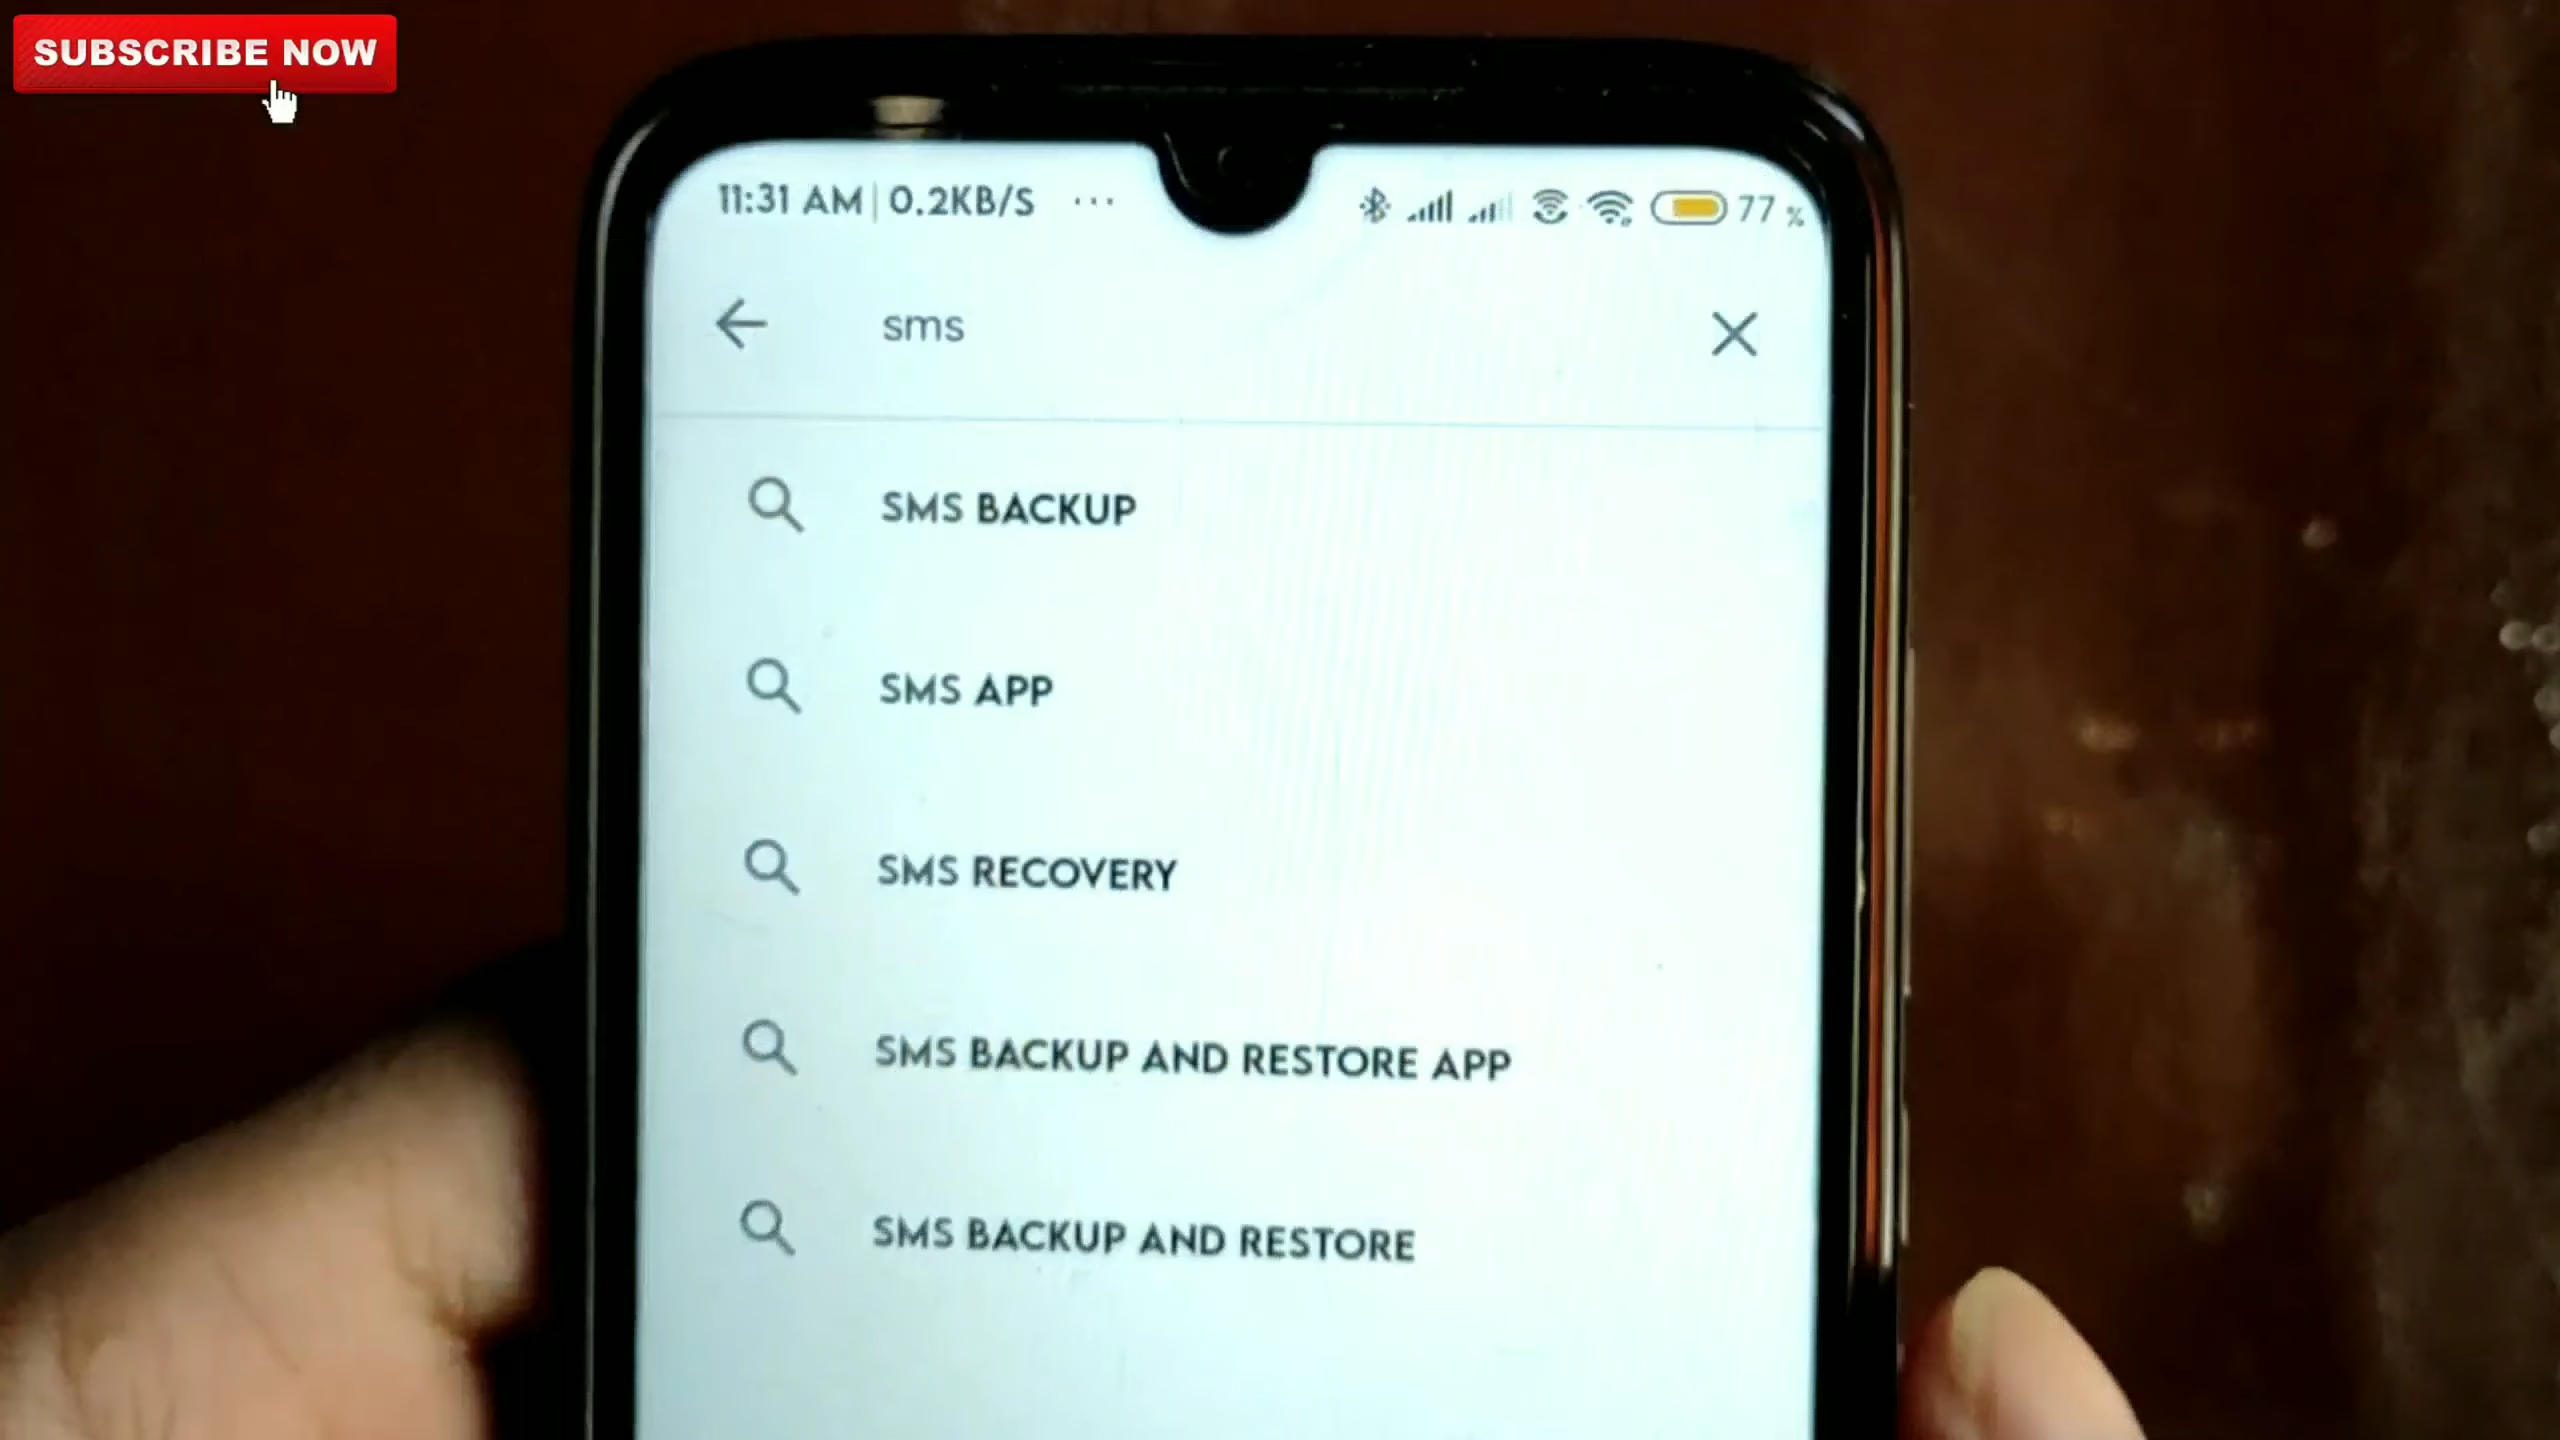 SUBSCRIBE NOW
11:31 AM | 0.2KB/S ... 77 %
sms
SMS BACKUP
SMS APP
SMS RECOVERY
SMS BACKUP AND RESTORE APP
SMS BACKUP AND RESTORE